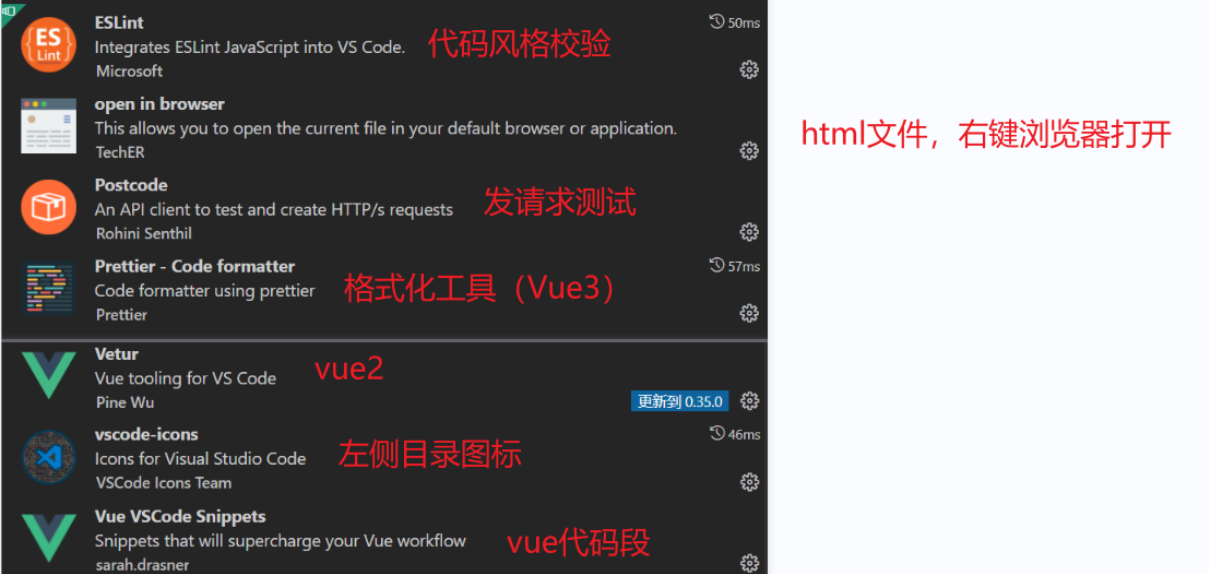 ESLint
50ms
Integrates ESLint JavaScript into VS Code.
代码风格校验
Microsoft
open in browser
This allows you to open the current file in your default browser or application.
html文件，右键浏览器打开
TechER
Postcode
An API client to test and create HTTP/s requests
发请求测试
Rohini Senthil
Prettier - Code formatter
57ms
Code formatter using prettier
格式化工具（Vue3）
Prettier
Vetur
Vue tooling for VS Code
vue2
Pine Wu
更新到 0.35.0
vscode-icons
46ms
Icons for Visual Studio Code
左侧目录图标
VSCode Icons Team
Vue VSCode Snippets
Snippets that will supercharge your Vue workflow
vue代码段
sarah.drasner
ES
Lint